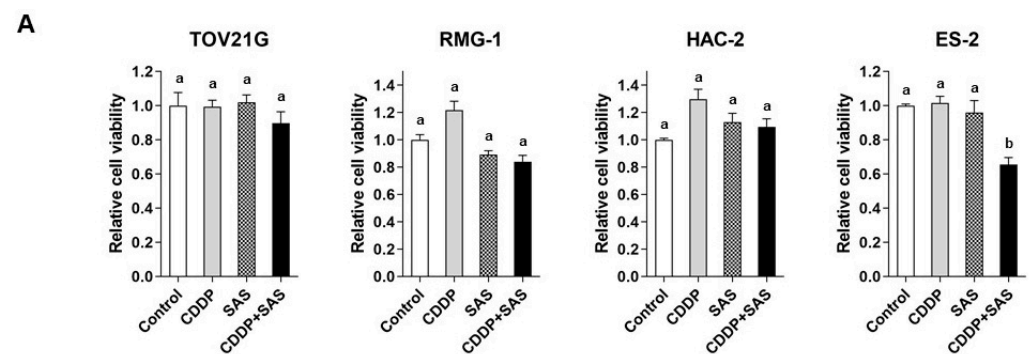 A
TOV21G
RMG-1
HAC-2
ES-2
Relative cell viability
1.2
1.0
0.8
0.6
0.4
0.2
0.0
a
a
a
a
Control
CDDP
SAS
CDDP+SAS
Relative cell viability
1.4
1.2
1.0
0.8
0.6
0.4
0.2
0.0
a
a
a
a
Control
CDDP
SAS
CDDP+SAS
Relative cell viability
1.4
1.2
1.0
0.8
0.6
0.4
0.2
0.0
a
a
a
a
Control
CDDP
SAS
CDDP+SAS
Relative cell viability
1.2
1.0
0.8
0.6
0.4
0.2
0.0
a
a
a
b
Control
CDDP
SAS
CDDP+SAS